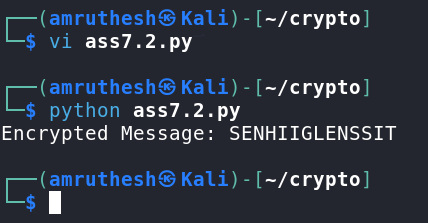 ┌──(amruthesh㉿Kali)-[~/crypto]
└─$ vi ass7.2.py
┌──(amruthesh㉿Kali)-[~/crypto]
└─$ python ass7.2.py
Encrypted Message: SENHIIGLENSSIT
┌──(amruthesh㉿Kali)-[~/crypto]
└─$